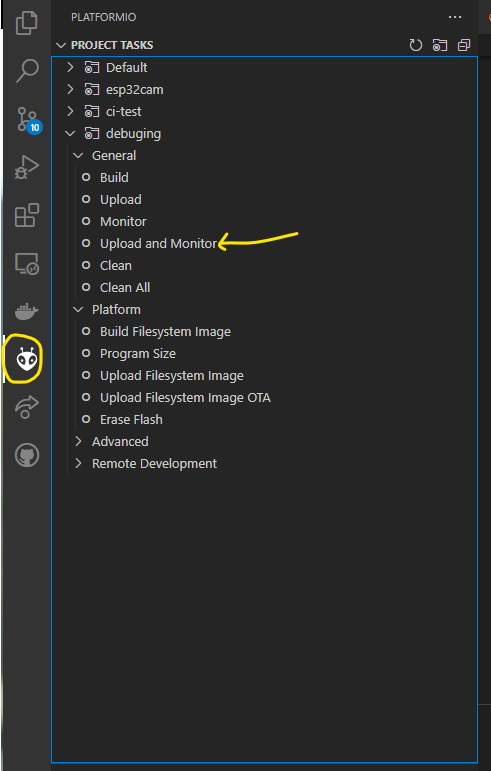 PLATFORMIO
PROJECT TASKS
Default
esp32cam
ci-test
10
debuging
General
Build
Upload
Monitor
Upload and Monitor
Clean
Clean All
Platform
Build Filesystem Image
Program Size
Upload Filesystem Image
Upload Filesystem Image OTA
Erase Flash
Advanced
Remote Development